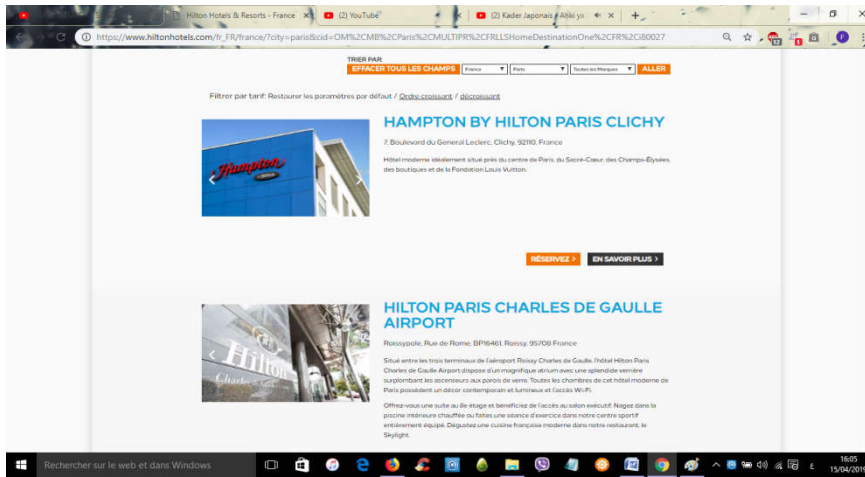 Hilton Hotels & Resorts - France
(2) YouTube
(2) Kader Japonais / Anki ya
https://www.hiltonhotels.com/fr_FR/france/?city=paris&cid=OM%2CMB%2CParis%2CMULTIPR%2CFRLLSHomeDestinationOne%2CFR%2Ci80027
TRIER PAR
EFFACER TOUS LES CHAMPS France Paris Toutes les Marques ALLER
Filtrer par tarif: Restaurer les paramètres par défaut / Ordre croissant / décroissant
HAMPTON BY HILTON PARIS CLICHY
7, Boulevard du General Leclerc, Clichy, 92110, France
Hôtel moderne idéalement situé près du centre de Paris, du Sacré-Cœur, des Champs-Élysées,
des boutiques et de la Fondation Louis Vuitton.
Hampton
RÉSERVEZ >
EN SAVOIR PLUS >
HILTON PARIS CHARLES DE GAULLE
AIRPORT
Roissypole, Rue de Rome, BP16461, Roissy, 95708 France
Situé entre les trois terminaux de l'aéroport Roissy Charles de Gaulle, l'hôtel Hilton Paris
Charles de Gaulle Airport dispose d'un magnifique atrium avec une splendide verrière
surplombant les ascenseurs aux parois de verre. Toutes les chambres de cet hôtel moderne de
Paris possèdent un décor contemporain et lumineux et l'accès Wi-Fi.
Offrez-vous une suite au 8e étage et bénéficiez de l'accès au salon exécutif. Nagez dans la
piscine intérieure chauffée ou faites une séance d'exercice dans notre centre sportif
entièrement équipé. Dégustez une cuisine française moderne dans notre restaurant, le
Skylight.
Hilton
Charles de
Rechercher sur le web et dans Windows
16:05
15/04/2019